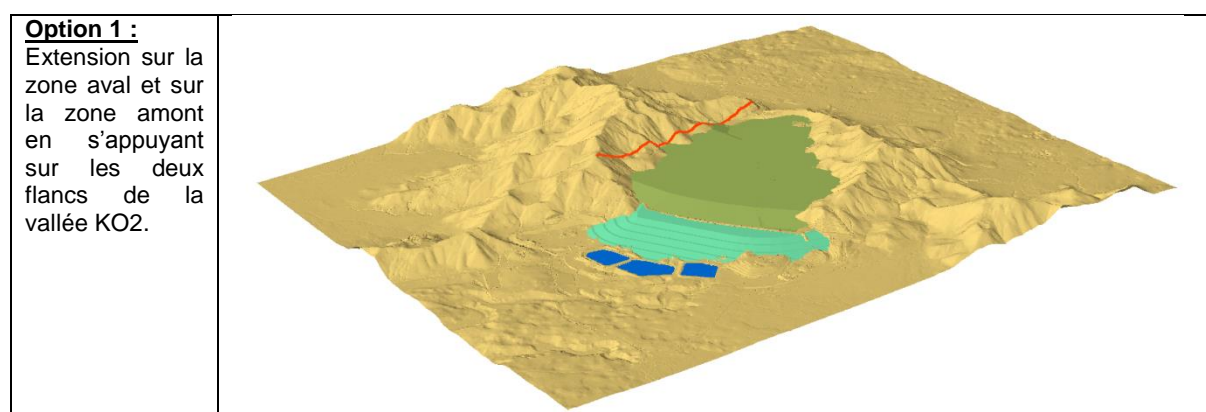 Option 1 :
Extension sur la
zone aval et sur
la zone amont
en s'appuyant
sur les deux
flancs de la
vallée KO2.